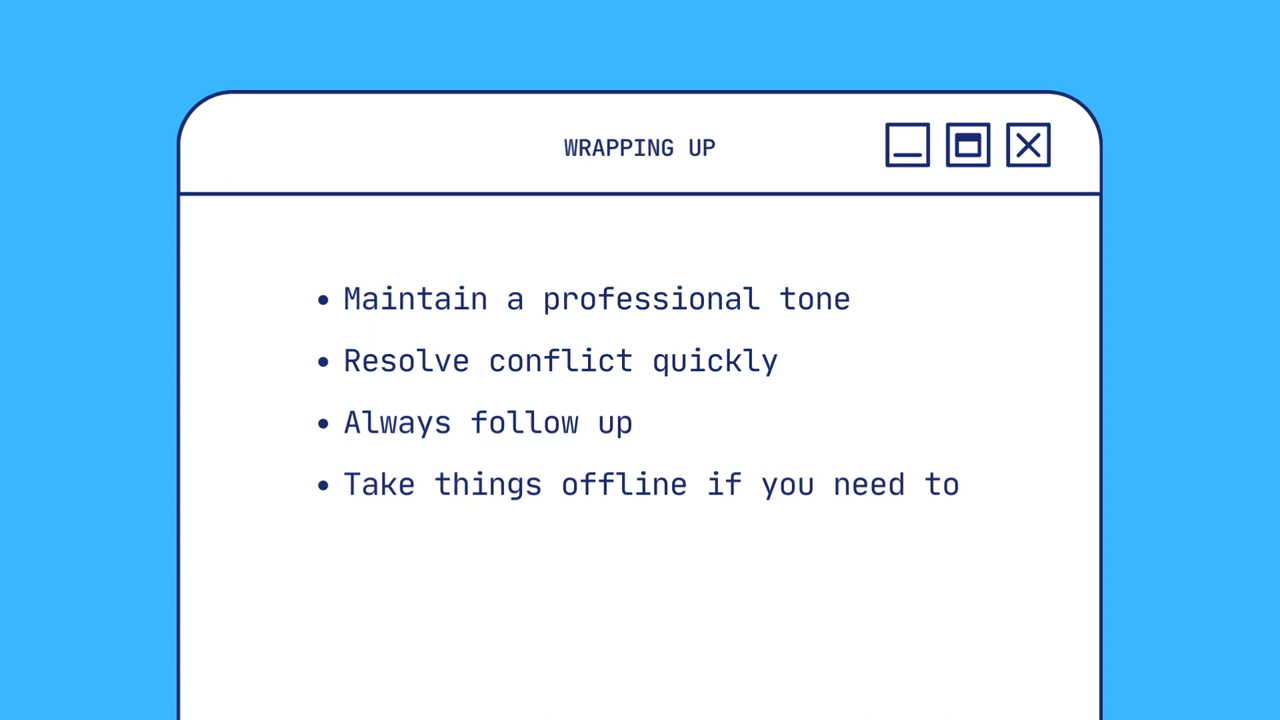 WRAPPING UP
• Maintain a professional tone
• Resolve conflict quickly
• Always follow up
• Take things offline if you need to